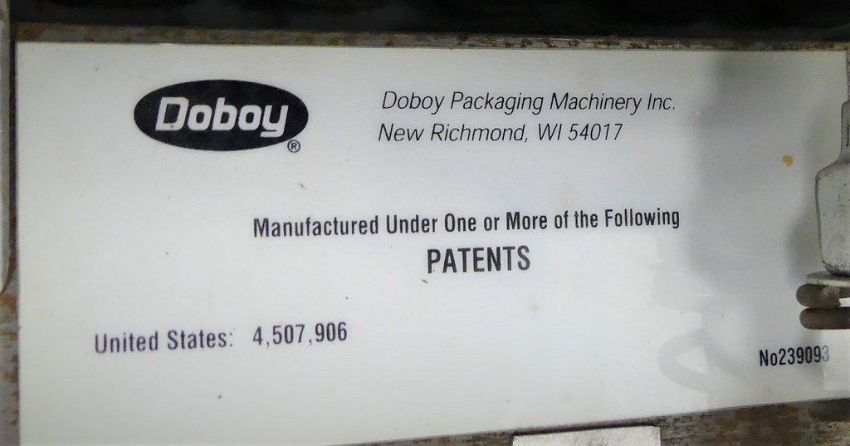 Doboy®
Doboy Packaging Machinery Inc.
New Richmond, WI 54017
Manufactured Under One or More of the Following
PATENTS
United States: 4,507,906
No239093